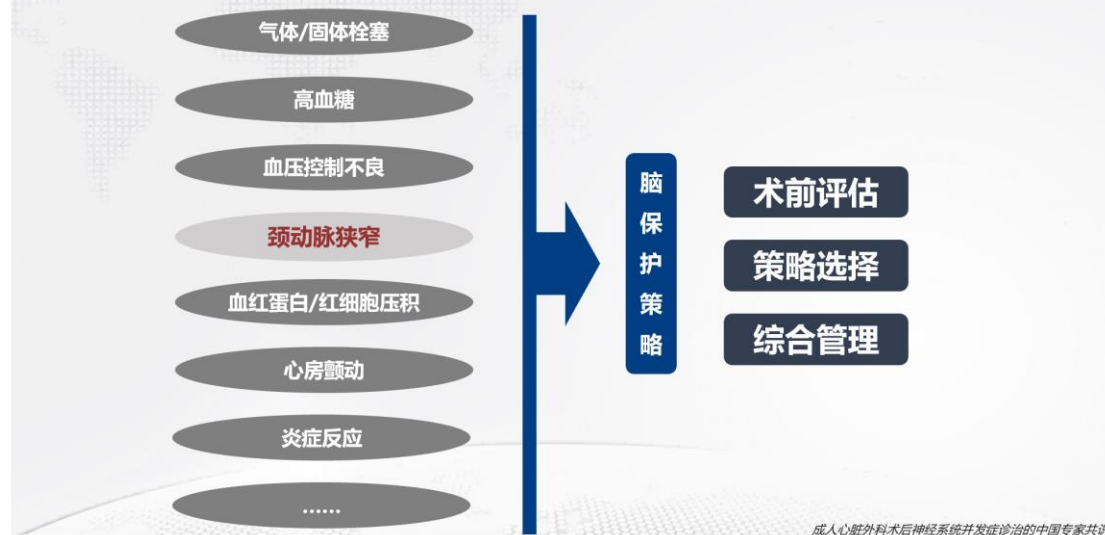 气体/固体栓塞
高血糖
血压控制不良
颈动脉狭窄
血红蛋白/红细胞压积
心房颤动
炎症反应
......
脑保护策略
术前评估
策略选择
综合管理
成人心脏外科术后神经系统并发症诊治的中国专家共